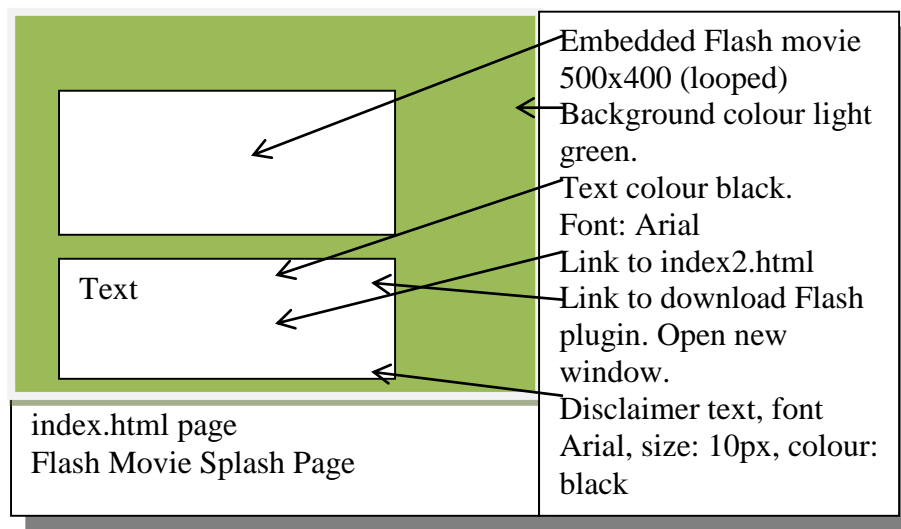 Embedded Flash movie
500x400 (looped)
Background colour light
green.
Text colour black.
Font: Arial
Link to index2.html
Link to download Flash
plugin. Open new
window.
Disclaimer text, font
Arial, size: 10px, colour:
black
Text
index.html page
Flash Movie Splash Page